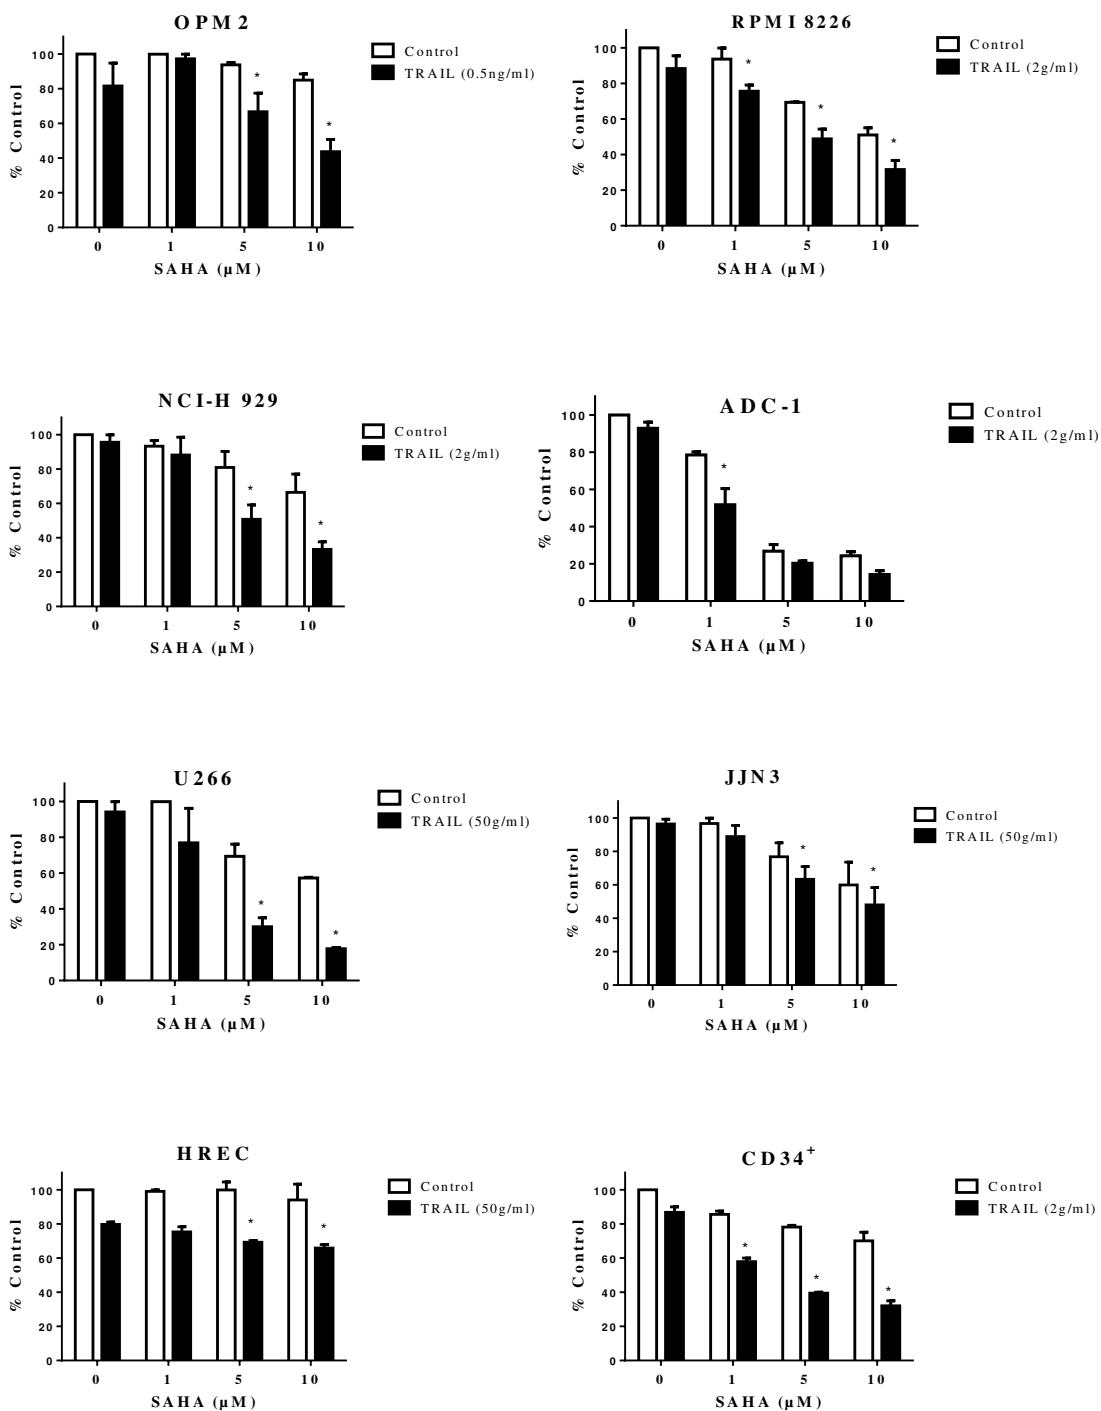 OPM 2
Control
TRAIL (0.5ng/ml)
% Control
100
80
60
40
20
0
*
*
0 1 5 10
SAHA (µM)
RPMI 8226
Control
TRAIL (2g/ml)
% Control
100
80
60
40
20
0
*
*
*
0 1 5 10
SAHA (µM)
NCI-H 929
Control
TRAIL (2g/ml)
% Control
100
80
60
40
20
0
*
*
0 1 5 10
SAHA (µM)
ADC-1
Control
TRAIL (2g/ml)
% Control
100
80
60
40
20
0
*
0 1 5 10
SAHA (µM)
U266
Control
TRAIL (50g/ml)
% Control
100
80
60
40
20
0
*
*
0 1 5 10
SAHA (µM)
JJN3
Control
TRAIL (50g/ml)
% Control
100
80
60
40
20
0
*
*
0 1 5 10
SAHA (µM)
HREC
Control
TRAIL (50g/ml)
% Control
100
80
60
40
20
0
*
*
0 1 5 10
SAHA (µM)
CD34+
Control
TRAIL (2g/ml)
% Control
100
80
60
40
20
0
*
*
*
0 1 5 10
SAHA (µM)